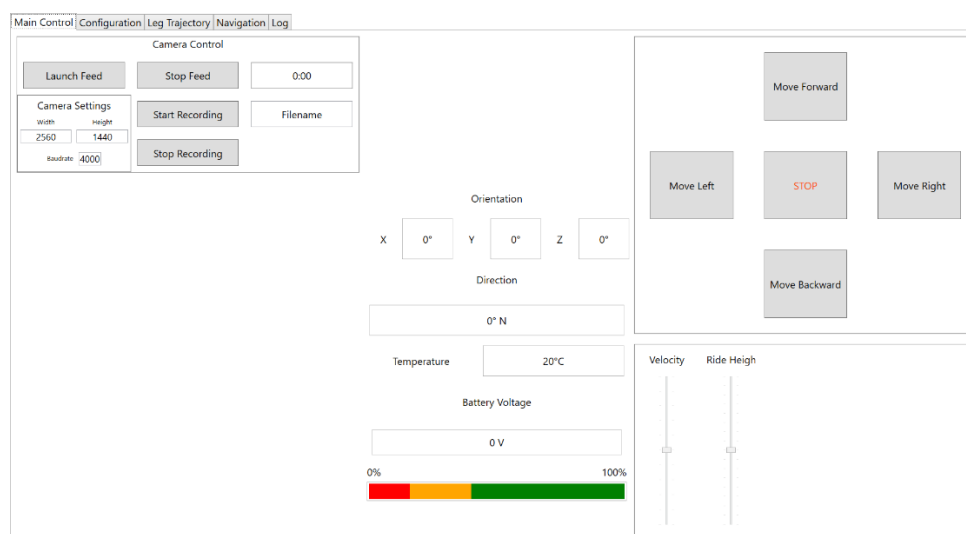 Main Control Configuration Leg Trajectory Navigation Log
Camera Control
Launch Feed Stop Feed 0:00
Camera Settings
Width Height
2560 1440
Baudrate 4000
Start Recording Filename
Stop Recording
Orientation
X 0° Y 0° Z 0°
Direction
0° N
Temperature 20°C
Battery Voltage
0 V
0% 100%
Move Forward
Move Left STOP Move Right
Move Backward
Velocity Ride Heigh